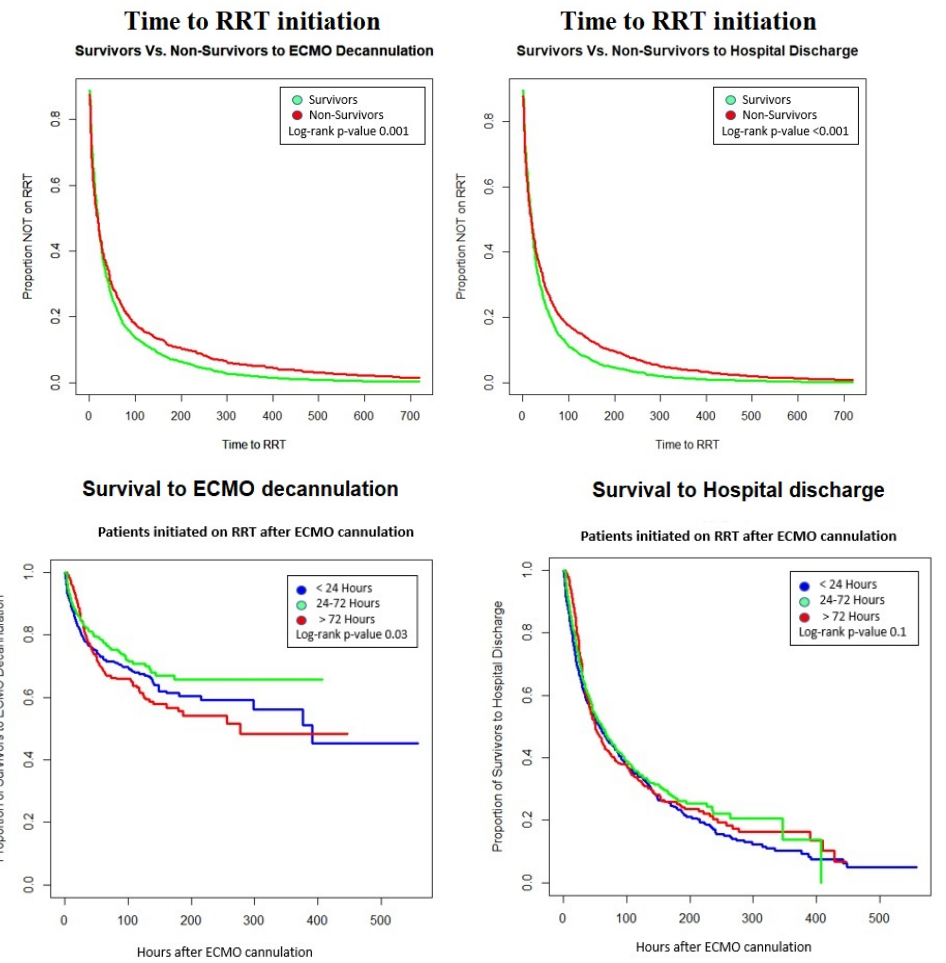 Time to RRT initiation
Survivors Vs. Non-Survivors to ECMO Decannulation
Survivors
Non-Survivors
Log-rank p-value 0.001
Proportion NOT on RRT
0.8
0.6
0.4
0.2
0.0
0 100 200 300 400 500 600 700
Time to RRT
Time to RRT initiation
Survivors Vs. Non-Survivors to Hospital Discharge
Survivors
Non-Survivors
Log-rank p-value <0.001
Proportion NOT on RRT
0.8
0.6
0.4
0.2
0.0
0 100 200 300 400 500 600 700
Time to RRT
Survival to ECMO decannulation
Patients initiated on RRT after ECMO cannulation
< 24 Hours
24-72 Hours
> 72 Hours
Log-rank p-value 0.03
of Survivors to ECMO Decannulation
1.0
0.8
0.6
0.4
0.2
0.0
0 100 200 300 400 500
Hours after ECMO cannulation
Survival to Hospital discharge
Patients initiated on RRT after ECMO cannulation
< 24 Hours
24-72 Hours
> 72 Hours
Log-rank p-value 0.1
Proportion of Survivors to Hospital Discharge
1.0
0.8
0.6
0.4
0.2
0.0
0 100 200 300 400 500
Hours after ECMO cannulation